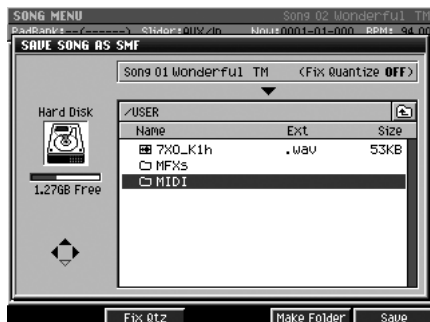 SONG MENU Song 02 Wonderful TM
PadBank:--(------) Slider:AUX/In Now:0001-01-000 BPM: 94.00
SAVE SONG AS SMF
Song 01 Wonderful TM (Fix Quantize OFF)
Hard Disk
/USER
Name Ext Size
7XO_K1h .wav 53KB
MFXs
MIDI
1.27GB Free
Fix Qtz Make Folder Save